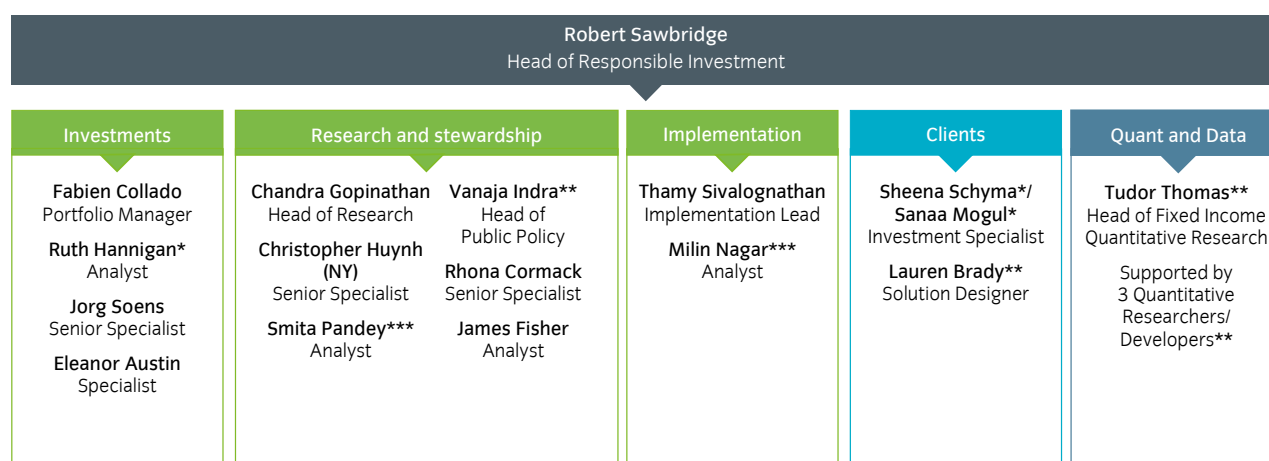 Robert Sawbridge
Head of Responsible Investment
Investments
Fabien Collado
Portfolio Manager
Ruth Hannigan*
Analyst
Jorg Soens
Senior Specialist
Eleanor Austin
Specialist
Research and stewardship
Chandra Gopinathan
Head of Research
Christopher Huynh
(NY)
Senior Specialist
Smita Pandey***
Analyst
Vanaja Indra**
Head of
Public Policy
Rhona Cormack
Senior Specialist
James Fisher
Analyst
Implementation
Thamy Sivalognathan
Implementation Lead
Milin Nagar***
Analyst
Clients
Sheena Schyma*/
Sanaa Mogul*
Investment Specialist
Lauren Brady**
Solution Designer
Quant and Data
Tudor Thomas**
Head of Fixed Income
Quantitative Research
Supported by
3 Quantitative
Researchers/
Developers**